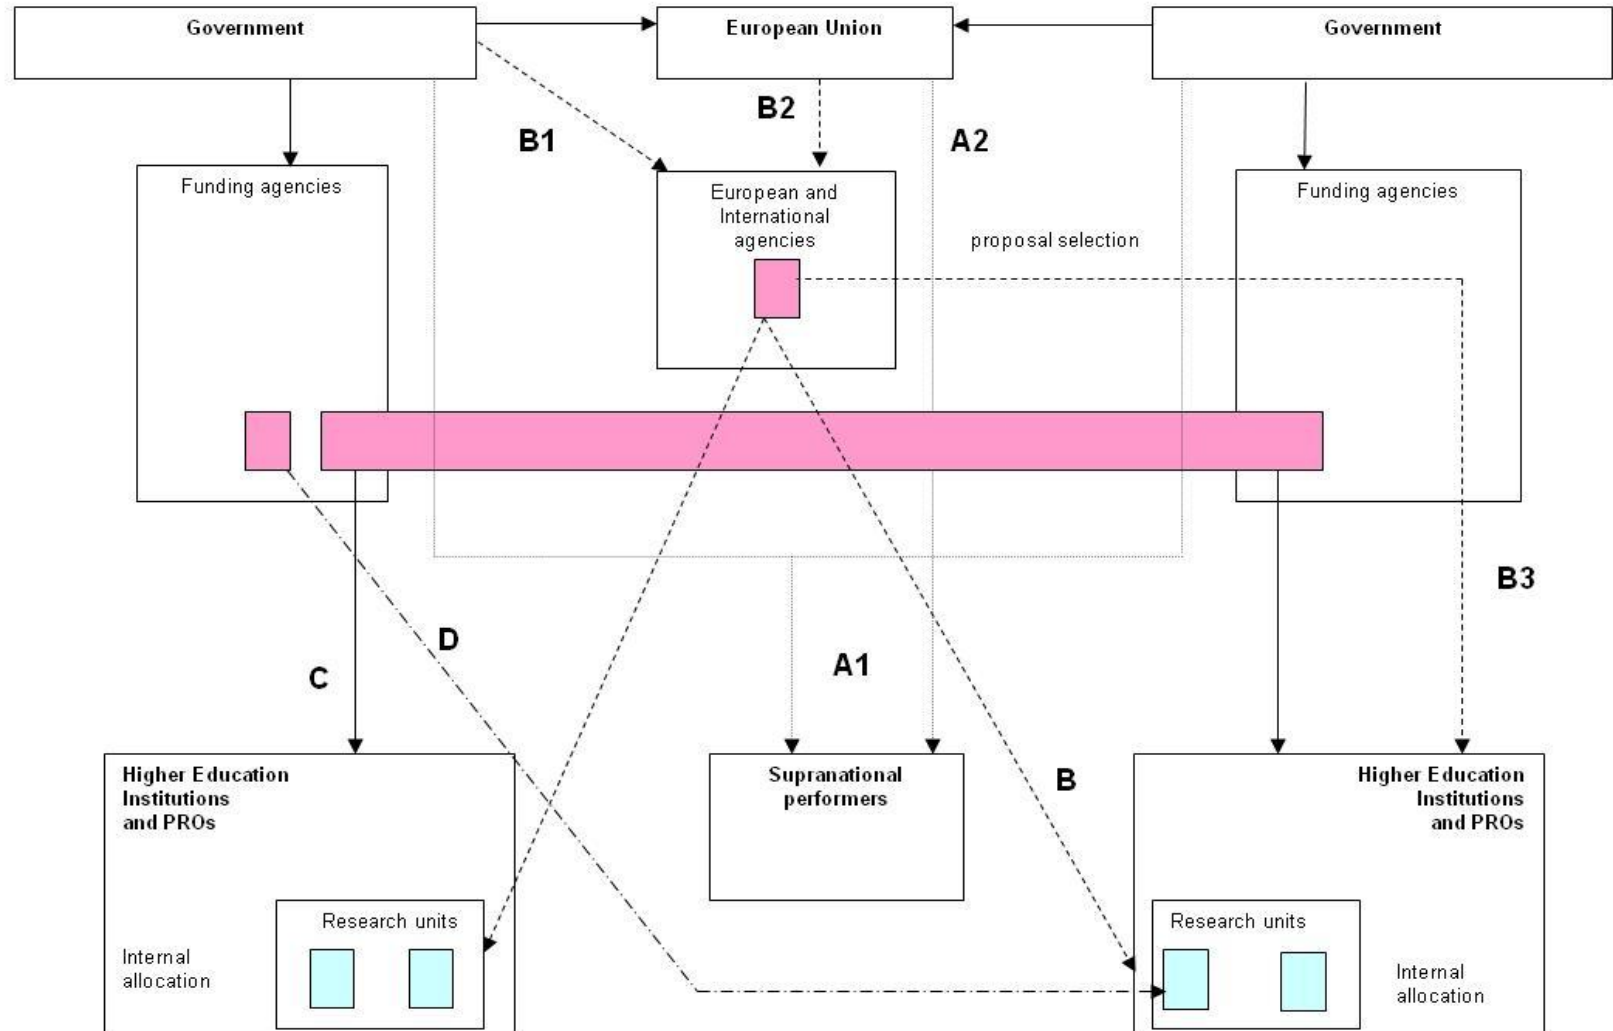 Government
European Union
Government
B1
B2
A2
Funding agencies
European and
International
agencies
Funding agencies
proposal selection
B3
D
C
A1
B
Higher Education
Institutions
and PROs
Supranational
performers
Higher Education
Institutions
and PROs
Research units
Internal
allocation
Research units
Internal
allocation